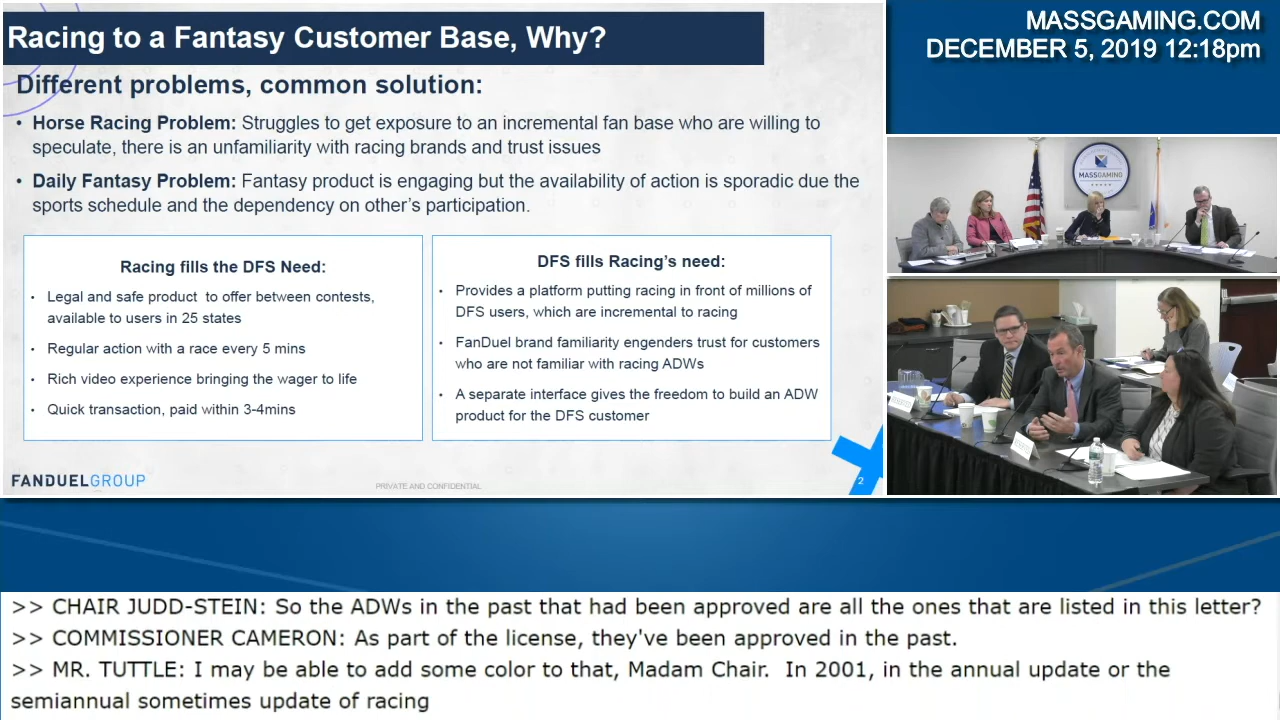 Racing to a Fantasy Customer Base, Why?
Different problems, common solution:
• Horse Racing Problem: Struggles to get exposure to an incremental fan base who are willing to
speculate, there is an unfamiliarity with racing brands and trust issues
• Daily Fantasy Problem: Fantasy product is engaging but the availability of action is sporadic due the
sports schedule and the dependency on other's participation.
Racing fills the DFS Need:
• Legal and safe product to offer between contests,
available to users in 25 states
• Regular action with a race every 5 mins
• Rich video experience bringing the wager to life
• Quick transaction, paid within 3-4mins
DFS fills Racing's need:
• Provides a platform putting racing in front of millions of
DFS users, which are incremental to racing
• FanDuel brand familiarity engenders trust for customers
who are not familiar with racing ADWs
• A separate interface gives the freedom to build an ADW
product for the DFS customer
FANDUELGROUP
PRIVATE AND CONFIDENTIAL
2
MASSGAMING.COM
DECEMBER 5, 2019 12:18pm
MASSGAMING
>> CHAIR JUDD-STEIN: So the ADWs in the past that had been approved are all the ones that are listed in this letter?
>> COMMISSIONER CAMERON: As part of the license, they've been approved in the past.
>> MR. TUTTLE: I may be able to add some color to that, Madam Chair.  In 2001, in the annual update or the
semiannual sometimes update of racing